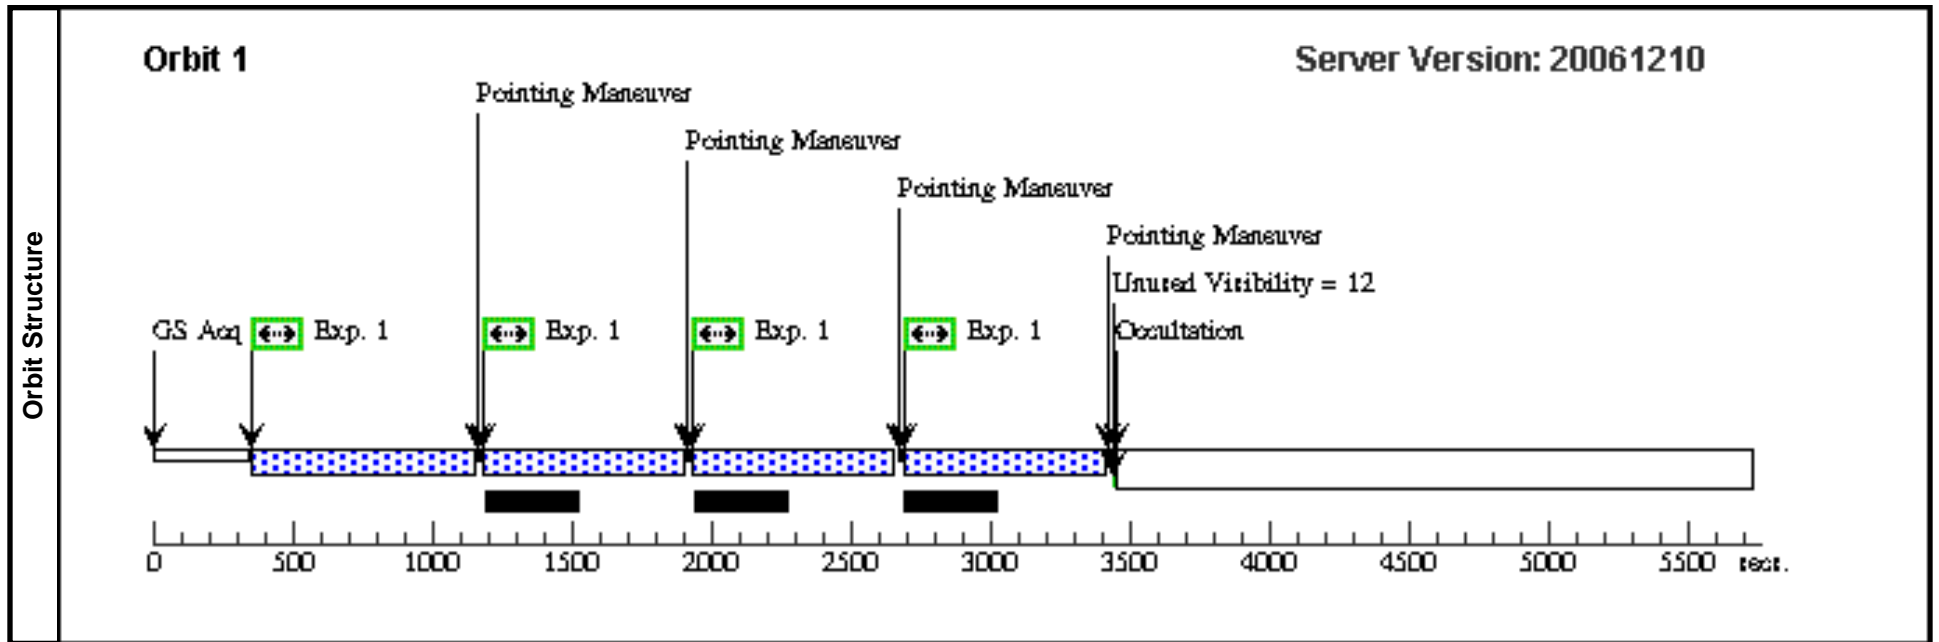 Orbit Structure
Orbit 1
Server Version: 20061210
Pointing Maneuver
Pointing Maneuver
Pointing Maneuver
Pointing Maneuver
Unused Visibility = 12
GS Acq Exp. 1 Exp. 1 Exp. 1 Exp. 1 Occultation
0 500 1000 1500 2000 2500 3000 3500 4000 4500 5000 5500 secs.